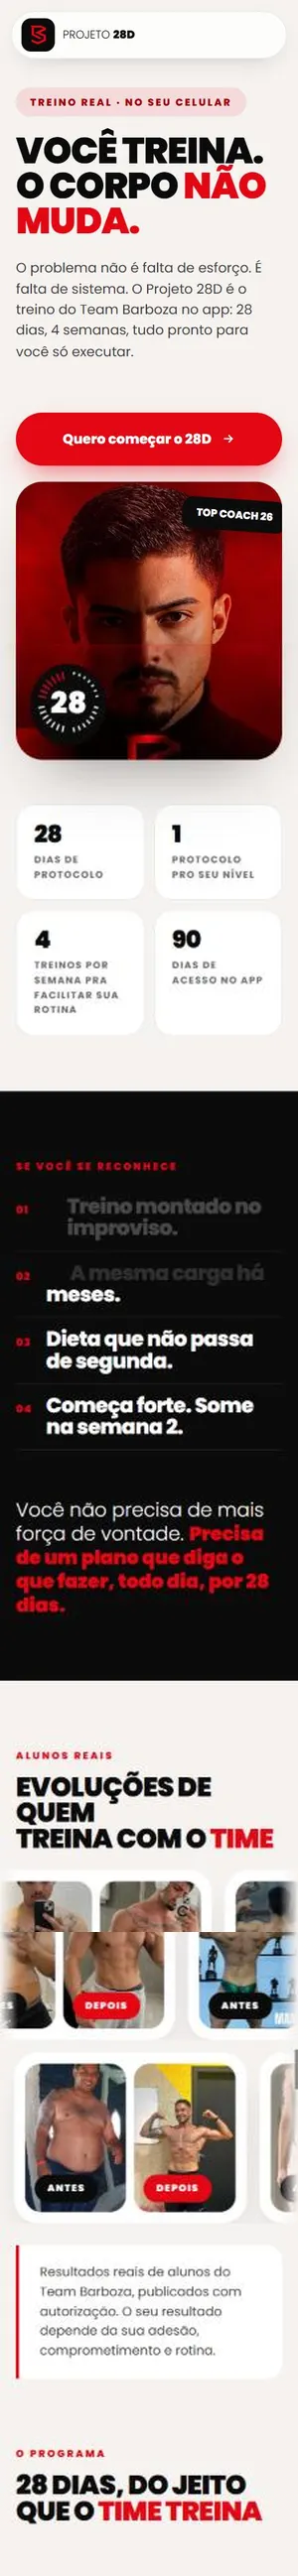 PROJETO 28D
TREINO REAL · NO SEU CELULAR
VOCÊ TREINA.
O CORPO NÃO
MUDA.
O problema não é falta de esforço. É
falta de sistema. O Projeto 28D é o
treino do Team Barboza no app: 28
dias, 4 semanas, tudo pronto para
você só executar.
Quero começar o 28D →
TOP COACH 26
28
28
DIAS DE
PROTOCOLO
1
PROTOCOLO
PRO SEU NÍVEL
4
TREINOS POR
SEMANA PRA
FACILITAR SUA
ROTINA
90
DIAS DE
ACESSO NO APP
SE VOCÊ SE RECONHECE
01 Treino montado no
improviso.
02 A mesma carga há
meses.
03 Dieta que não passa
de segunda.
04 Começa forte. Some
na semana 2.
Você não precisa de mais
força de vontade. Precisa
de um plano que diga o
que fazer, todo dia, por 28
dias.
ALUNOS REAIS
EVOLUÇÕES DE
QUEM
TREINA COM O TIME
DEPOIS
ANTES
ANTES
DEPOIS
Resultados reais de alunos do
Team Barboza, publicados com
autorização. O seu resultado
depende da sua adesão,
comprometimento e rotina.
O PROGRAMA
28 DIAS, DO JEITO
QUE O TIME TREINA